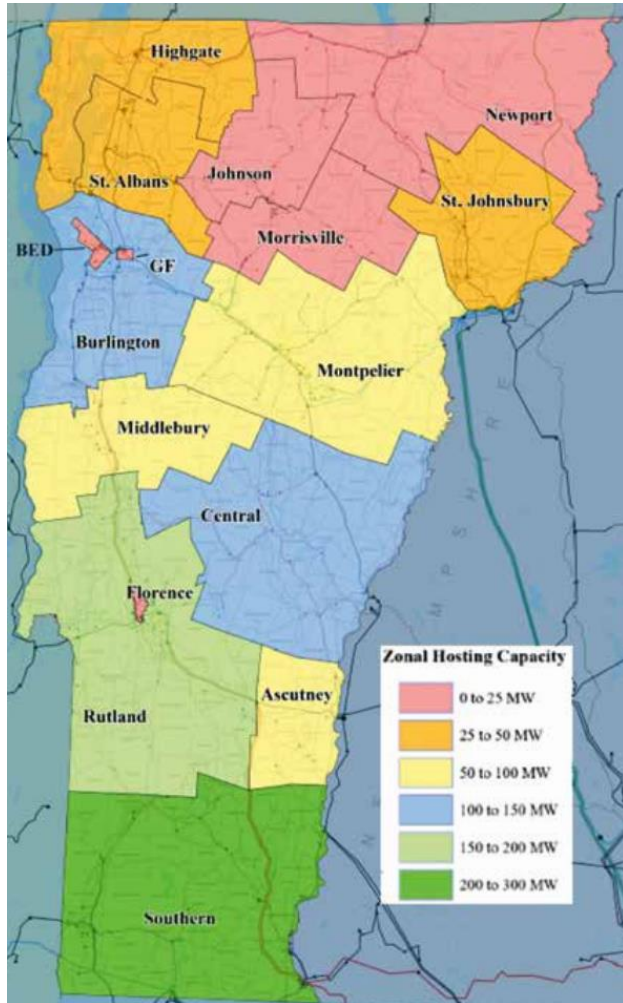 Highgate
Newport
Johnson
St. Albans
St. Johnsbury
Morrisville
BED
GF
Burlington
Montpelier
Middlebury
Central
Florence
Zonal Hosting Capacity
0 to 25 MW
25 to 50 MW
50 to 100 MW
100 to 150 MW
150 to 200 MW
200 to 300 MW
Ascutney
Rutland
Southern